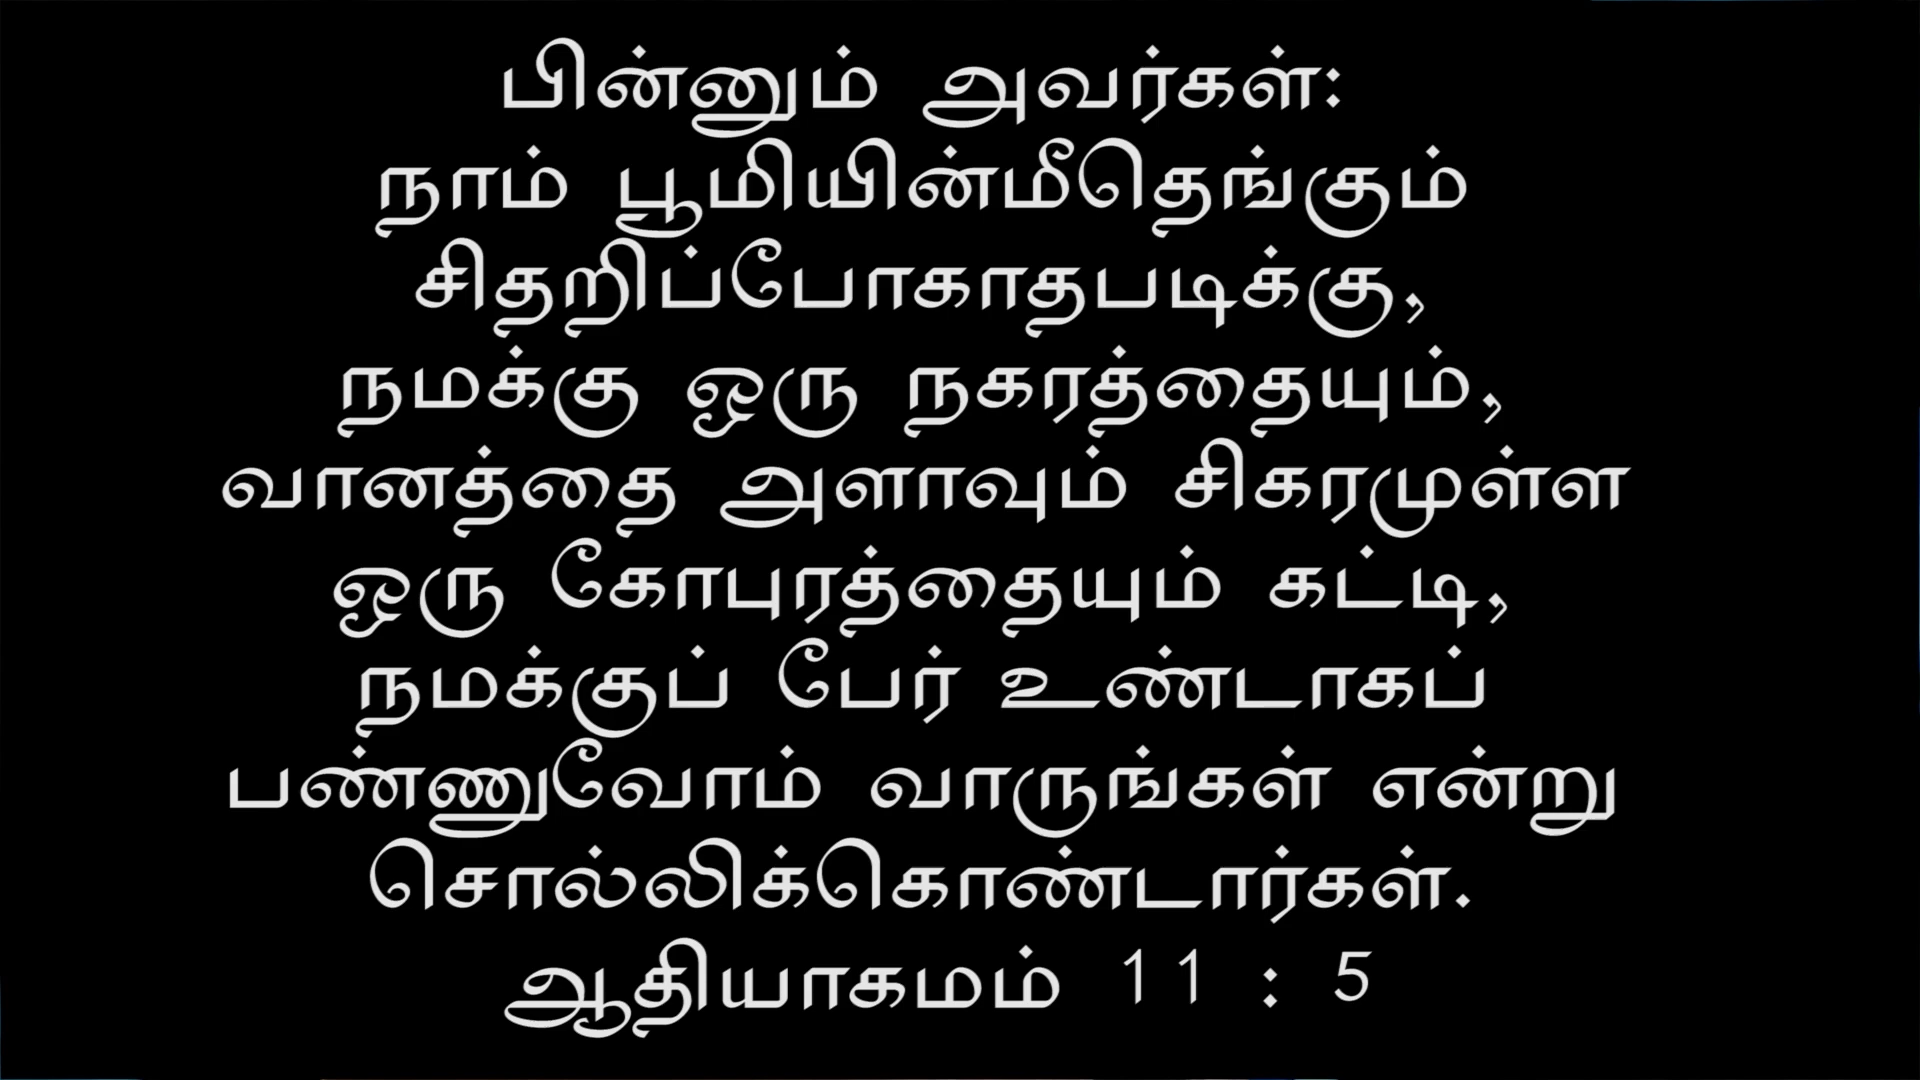 பின்னும் அவர்கள்:
நாம் பூமியின்மீதெங்கும்
சிதறிப்போகாதபடிக்கு,
நமக்கு ஒரு நகரத்தையும்,
வானத்தை அளாவும் சிகரமுள்ள
ஒரு கோபுரத்தையும் கட்டி,
நமக்குப் பேர் உண்டாகப்
பண்ணுவோம் வாருங்கள் என்று
சொல்லிக்கொண்டார்கள்.
ஆதியாகமம் 11 : 5